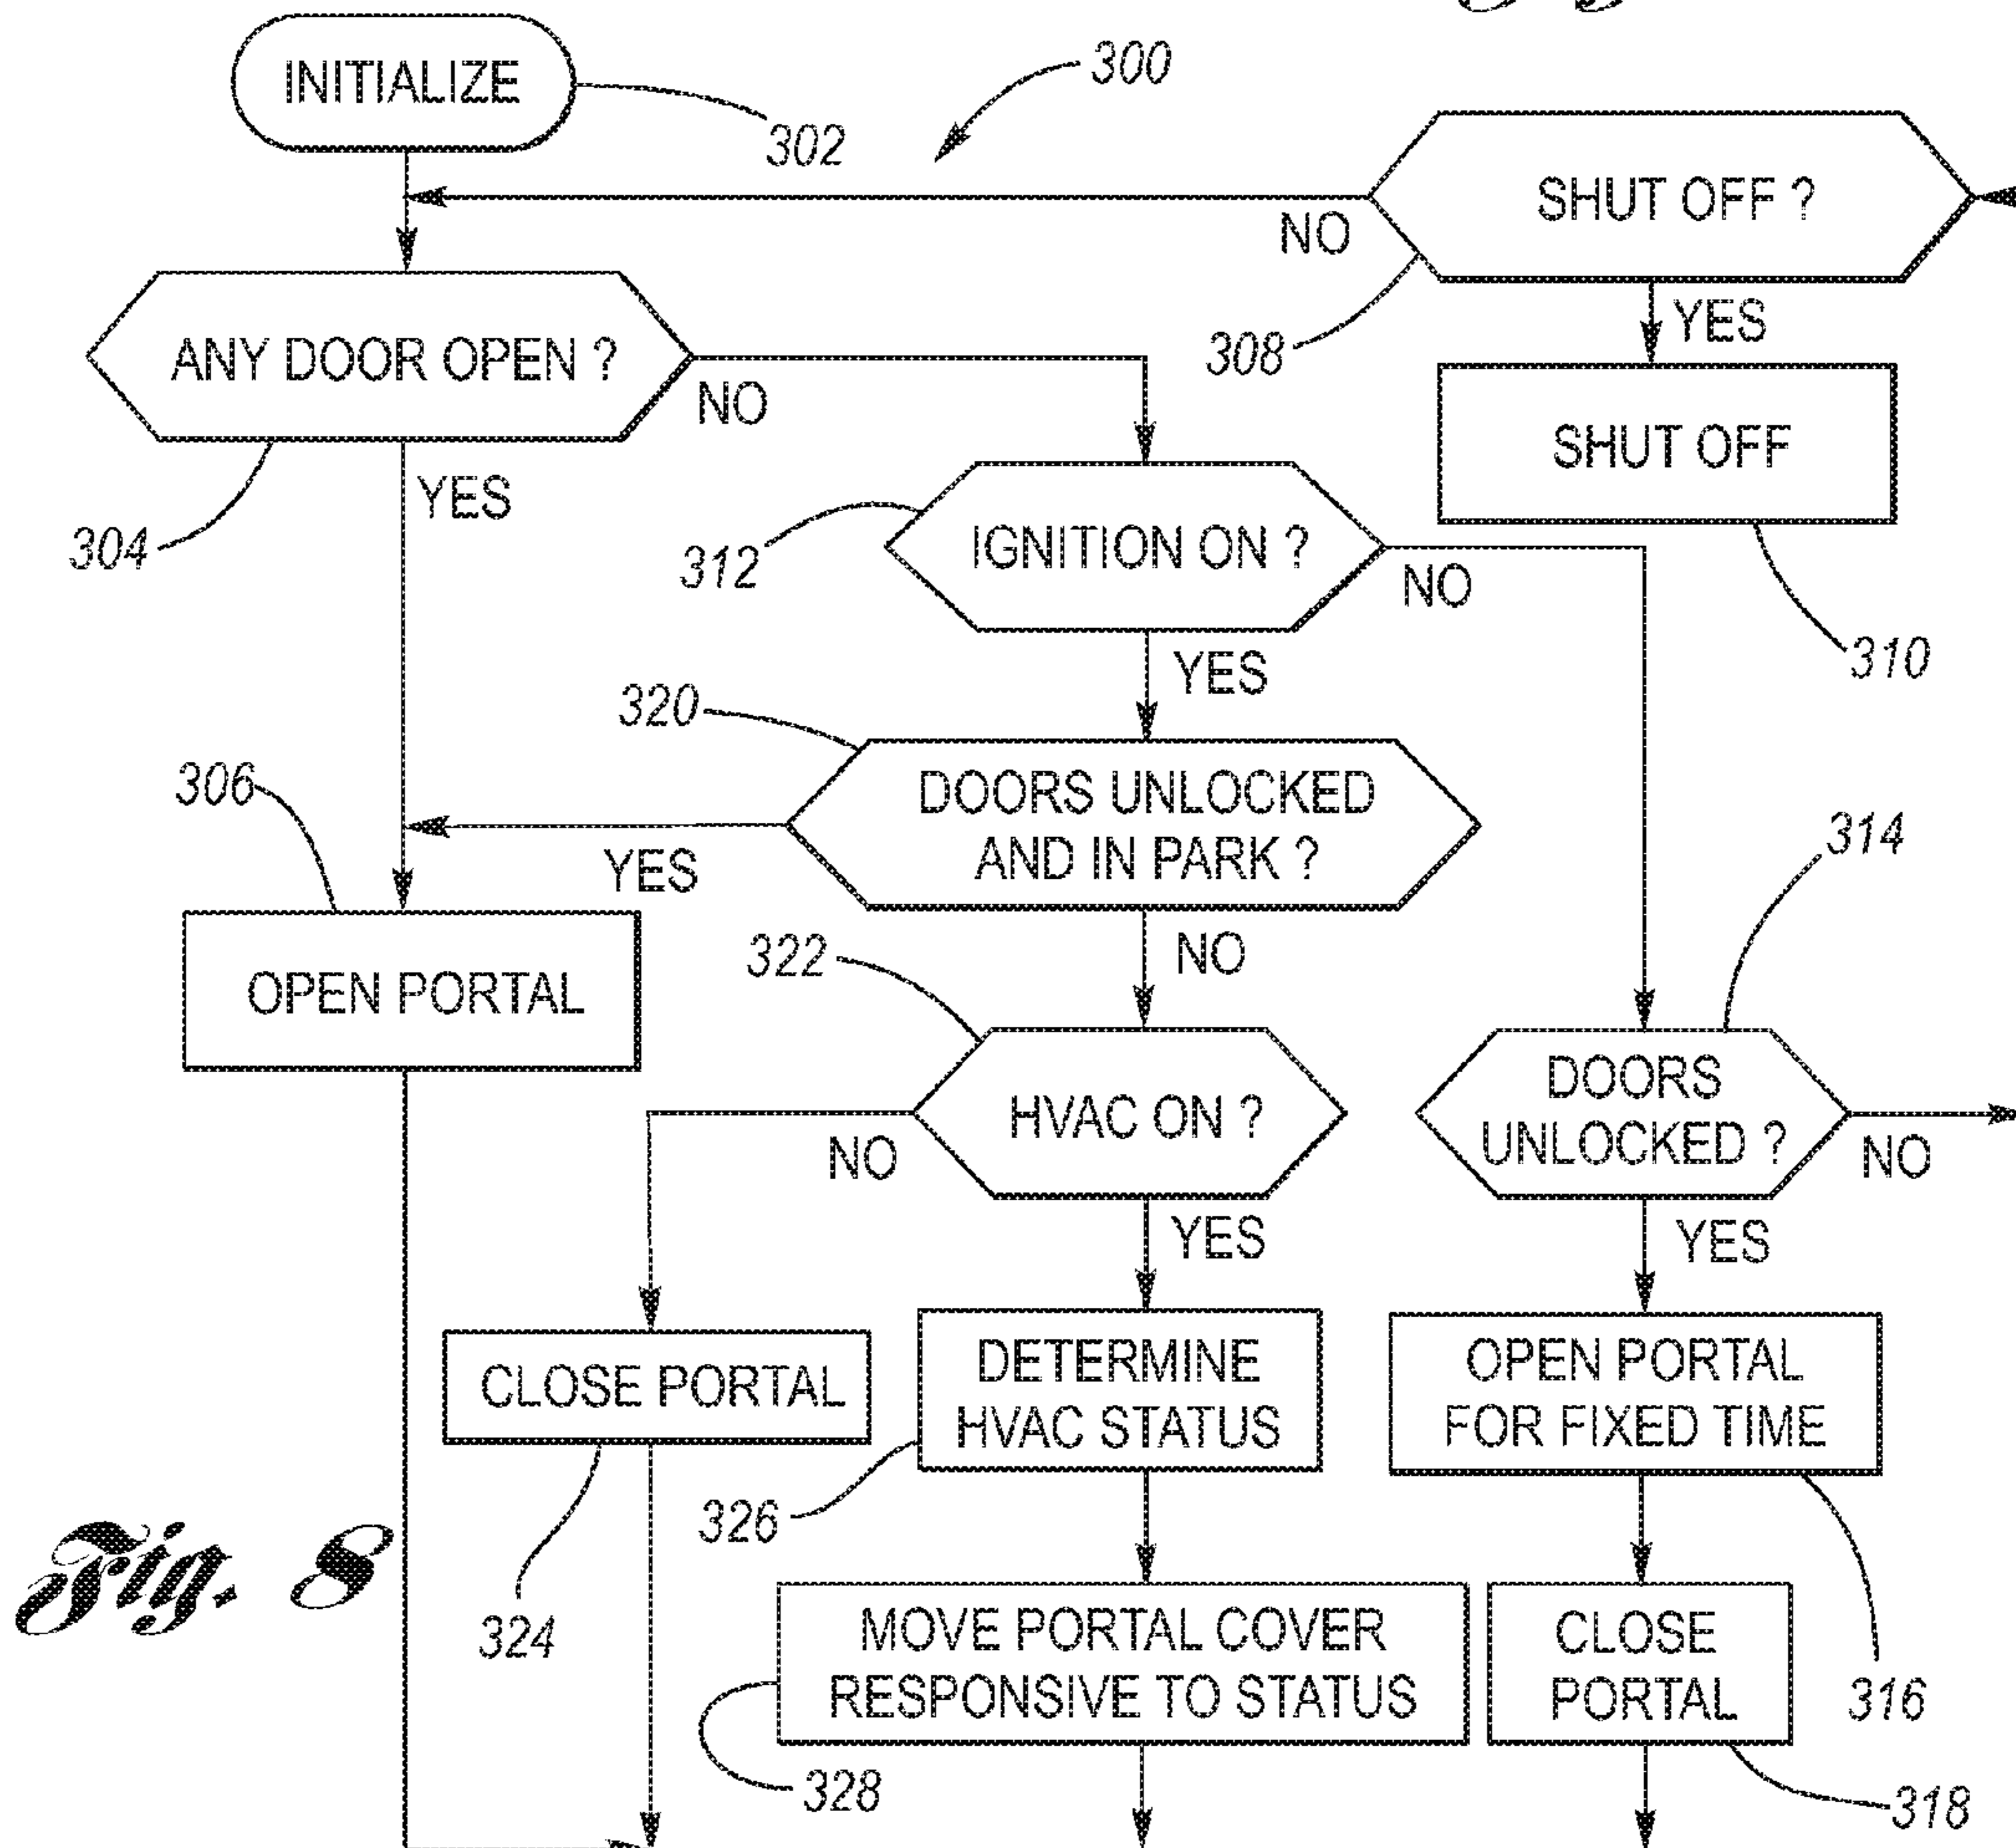 INITIALIZE
300
302
SHUT OFF ?
NO
308
YES
ANY DOOR OPEN ?
NO
304
YES
SHUT OFF
310
312
IGNITION ON ?
NO
YES
320
DOORS UNLOCKED
AND IN PARK ?
YES
NO
306
OPEN PORTAL
314
322
HVAC ON ?
NO
YES
DOORS
UNLOCKED ?
NO
YES
CLOSE PORTAL
324
DETERMINE
HVAC STATUS
326
OPEN PORTAL
FOR FIXED TIME
316
MOVE PORTAL COVER
RESPONSIVE TO STATUS
328
CLOSE
PORTAL
318
Fig. 8